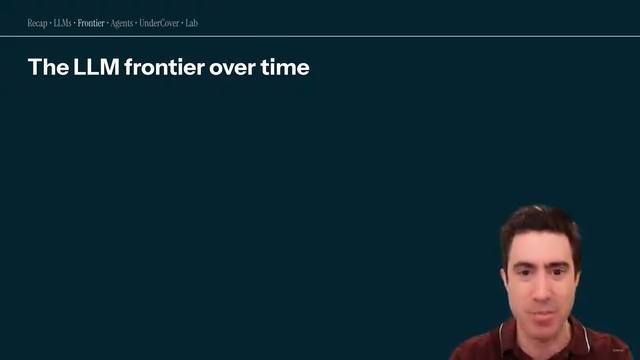 Recap • LLMs • Frontier • Agents • UnderCover • Lab
The LLM frontier over time